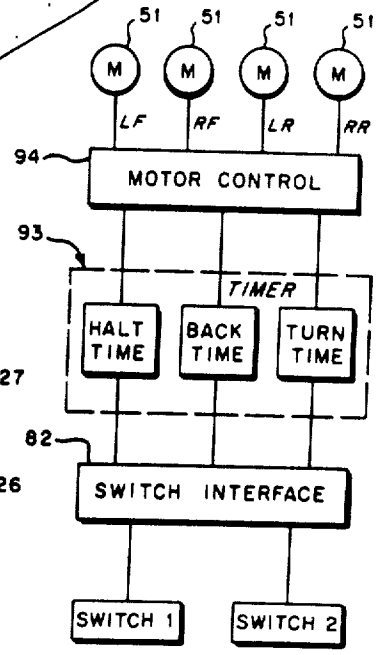 51 51 51 51
M M M M
LF RF LR RR
94
MOTOR CONTROL
93
TIMER
HALT TIME
BACK TIME
TURN TIME
27
82
26
SWITCH INTERFACE
SWITCH 1
SWITCH 2